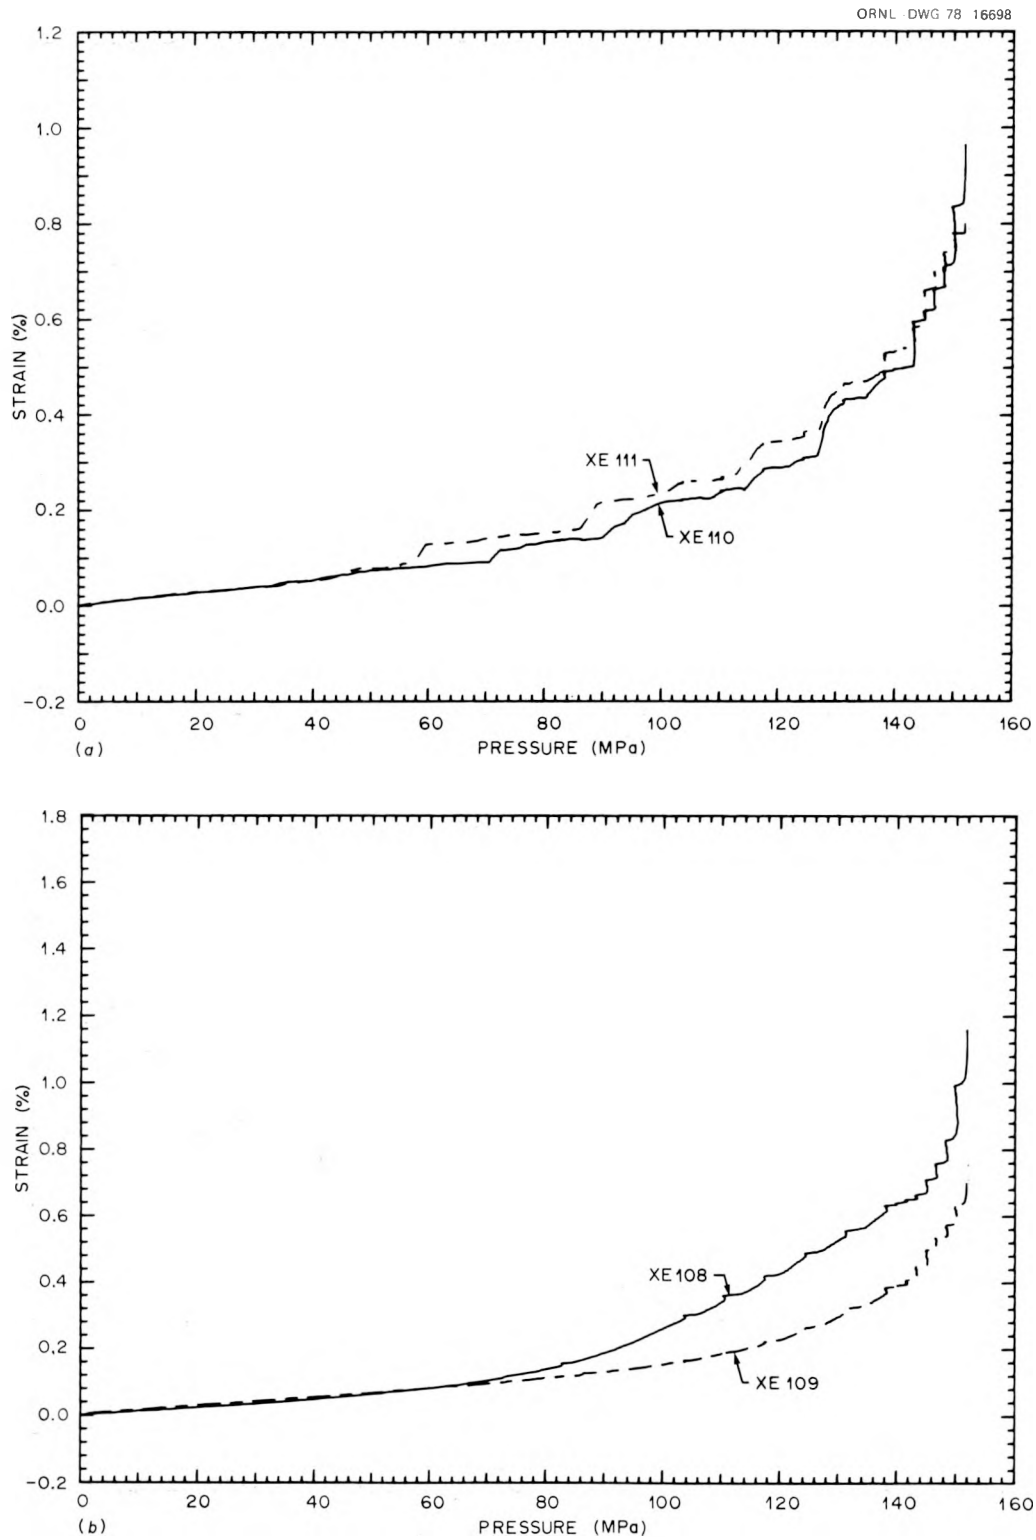 ORNL-DWG 78 16698
1.2
1.0
0.8
0.6
0.4
0.2
0.0
-0.2
STRAIN (%)
XE 111
XE 110
0 20 40 60 80 100 120 140 160
(a)
PRESSURE (MPa)
1.8
1.6
1.4
1.2
1.0
0.8
0.6
0.4
0.2
0.0
-0.2
STRAIN (%)
XE108
XE 109
0 20 40 60 80 100 120 140 160
(b)
PRESSURE (MPa)